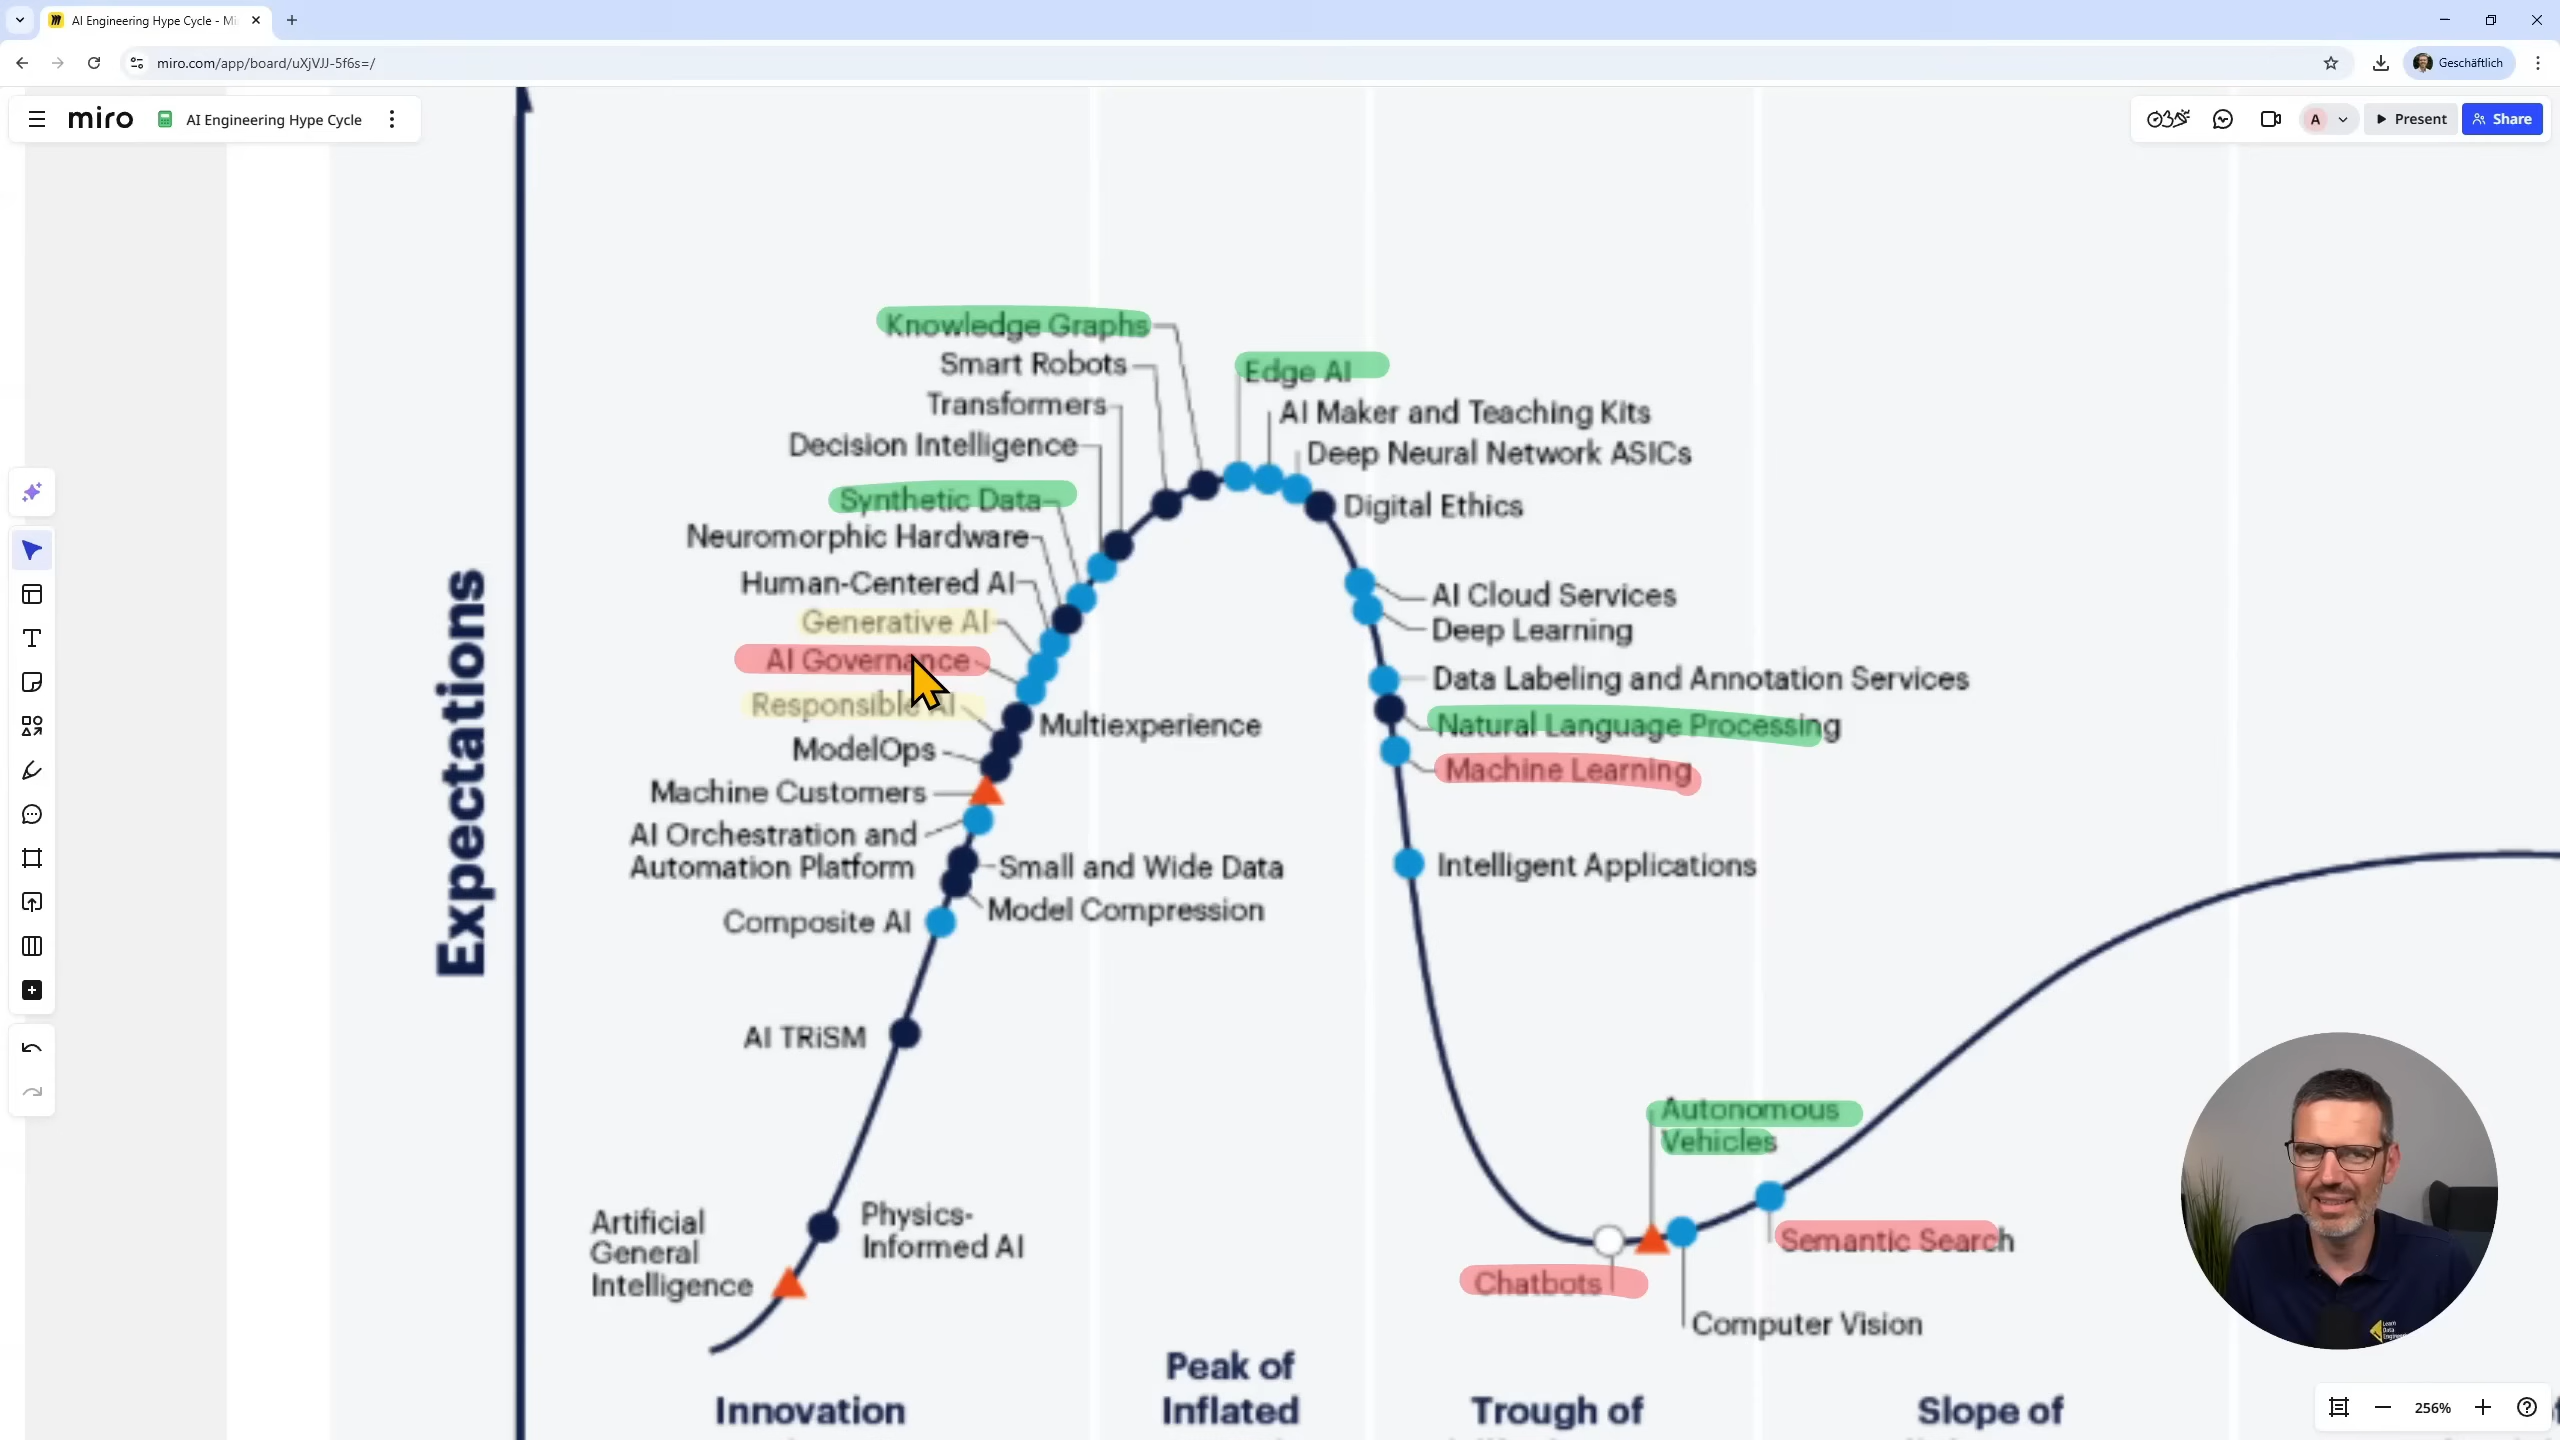 AI Engineering Hype Cycle - Mi
miro.com/app/board/uXjVJJ-5f6s=/
Geschäftlich
miro
AI Engineering Hype Cycle
A
Present
Share
Expectations
Knowledge Graphs
Smart Robots
Transformers
Decision Intelligence
Synthetic Data
Neuromorphic Hardware
Human-Centered AI
Generative AI
AI Governance
Responsible AI
Multiexperience
ModelOps
Machine Customers
AI Orchestration and
Automation Platform
Small and Wide Data
Model Compression
Composite AI
AI TRiSM
Physics-
Informed AI
Artificial
General
Intelligence
Edge AI
AI Maker and Teaching Kits
Deep Neural Network ASICs
Digital Ethics
AI Cloud Services
Deep Learning
Data Labeling and Annotation Services
Natural Language Processing
Machine Learning
Intelligent Applications
Autonomous
Vehicles
Semantic Search
Chatbots
Computer Vision
Innovation
Peak of
Inflated
Trough of
Slope of
Learn
Data
256%